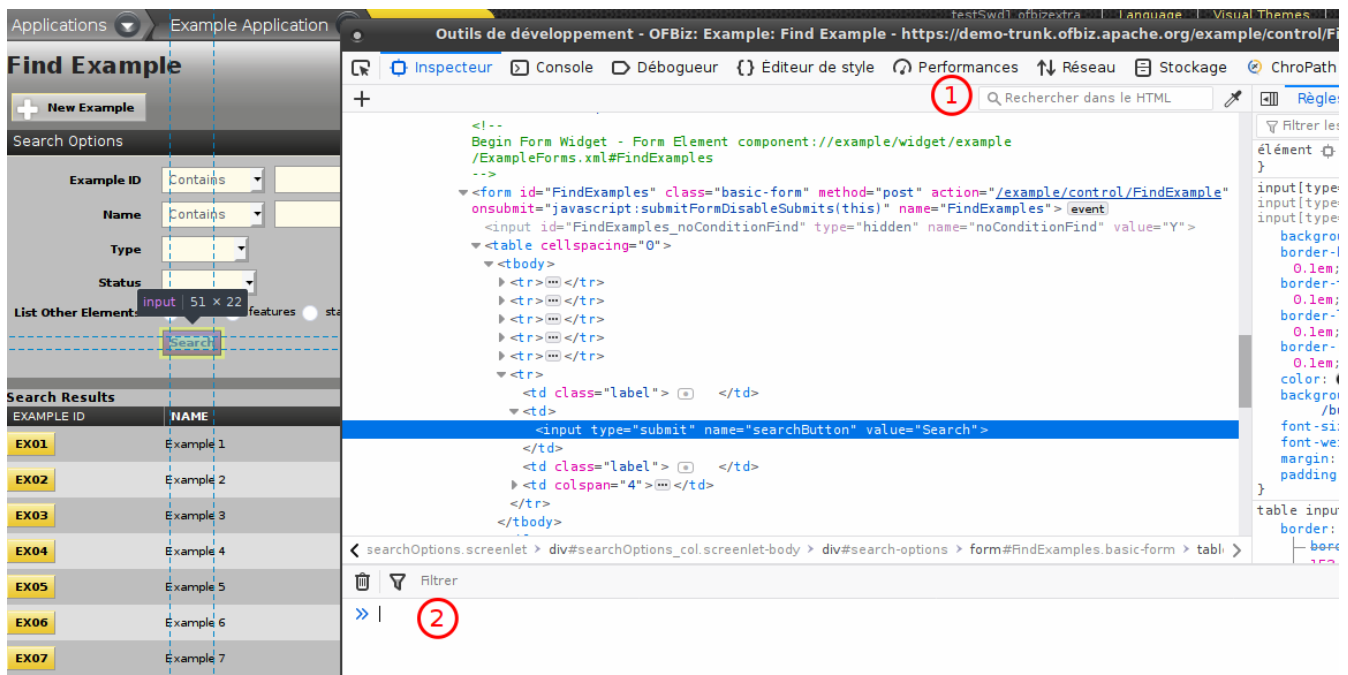 testSwd1 ofbizextra Language Visual Themes
Applications Example Application
Outils de développement - OFBiz: Example: Find Example - https://demo-trunk.ofbiz.apache.org/example/control/Fi
Find Example
Inspecteur Console Débogueur {} Éditeur de style Performances Réseau Stockage ChroPath
New Example
+ 1 Rechercher dans le HTML Règles
Search Options
Filtrer les
Example ID Contains
Name Contains
Type
Status
input 51 × 22
List Other Elements features sta
Search
Search Results
EXAMPLE ID NAME
EX01 Example 1
EX02 Example 2
EX03 Example 3
EX04 Example 4
EX05 Example 5
EX06 Example 6
EX07 Example 7
<!--
Begin Form Widget - Form Element component://example/widget/example
/ExampleForms.xml#FindExamples
-->
<form id="FindExamples" class="basic-form" method="post" action="/example/control/FindExample"
onsubmit="javascript:submitFormDisableSubmits(this)" name="FindExamples"> event
<input id="FindExamples_noConditionFind" type="hidden" name="noConditionFind" value="Y">
<table cellspacing="0">
<tbody>
<tr>…</tr>
<tr>…</tr>
<tr>…</tr>
<tr>…</tr>
<tr>…</tr>
<tr>
<td class="label"> </td>
<td>
<input type="submit" name="searchButton" value="Search">
</td>
<td class="label"> </td>
<td colspan="4">…</td>
</tr>
</tbody>
searchOptions.screenlet > div#searchOptions_col.screenlet-body > div#search-options > form#FindExamples.basic-form > tabl
Filtrer
» 2
élément
}
input[type
input[type
input[type
backgrou
border-
0.1em;
border-
0.1em;
border-
0.1em;
border-
0.1em;
color:
backgrou
/b
font-si
font-we
margin:
padding
}
table inpu
border:
bord